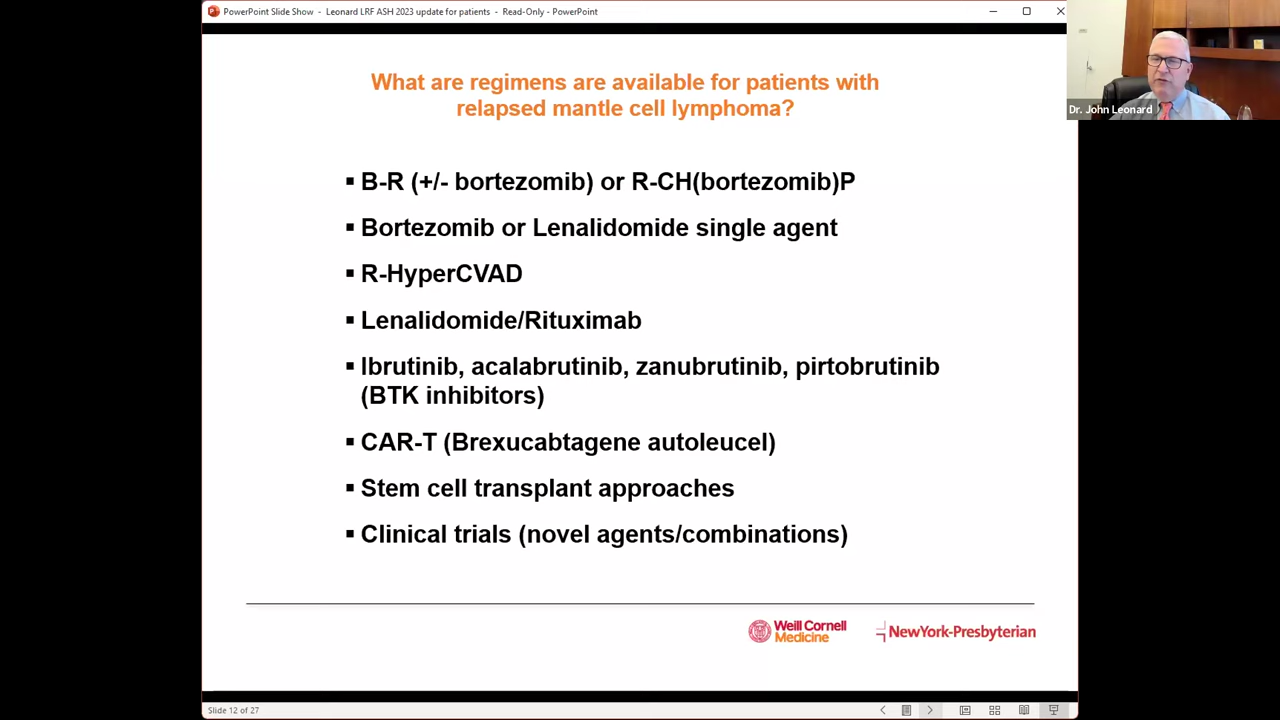 PowerPoint Slide Show - Leonard LRF ASH 2023 update for patients - Read-Only - PowerPoint
Dr. John Leonard
What are regimens are available for patients with
relapsed mantle cell lymphoma?
▪ B-R (+/- bortezomib) or R-CH(bortezomib)P
▪ Bortezomib or Lenalidomide single agent
▪ R-HyperCVAD
▪ Lenalidomide/Rituximab
▪ Ibrutinib, acalabrutinib, zanubrutinib, pirtobrutinib
(BTK inhibitors)
▪ CAR-T (Brexucabtagene autoleucel)
▪ Stem cell transplant approaches
▪ Clinical trials (novel agents/combinations)
Weill Cornell
Medicine
NewYork-Presbyterian
Slide 12 of 27